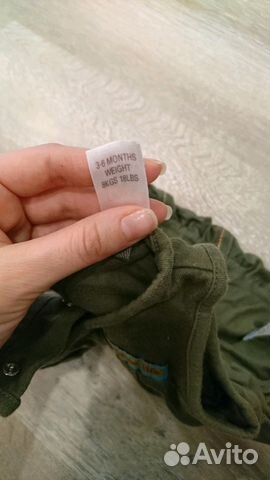 3-6 MONTHS
WEIGHT
8KGS 18LBS
Avito